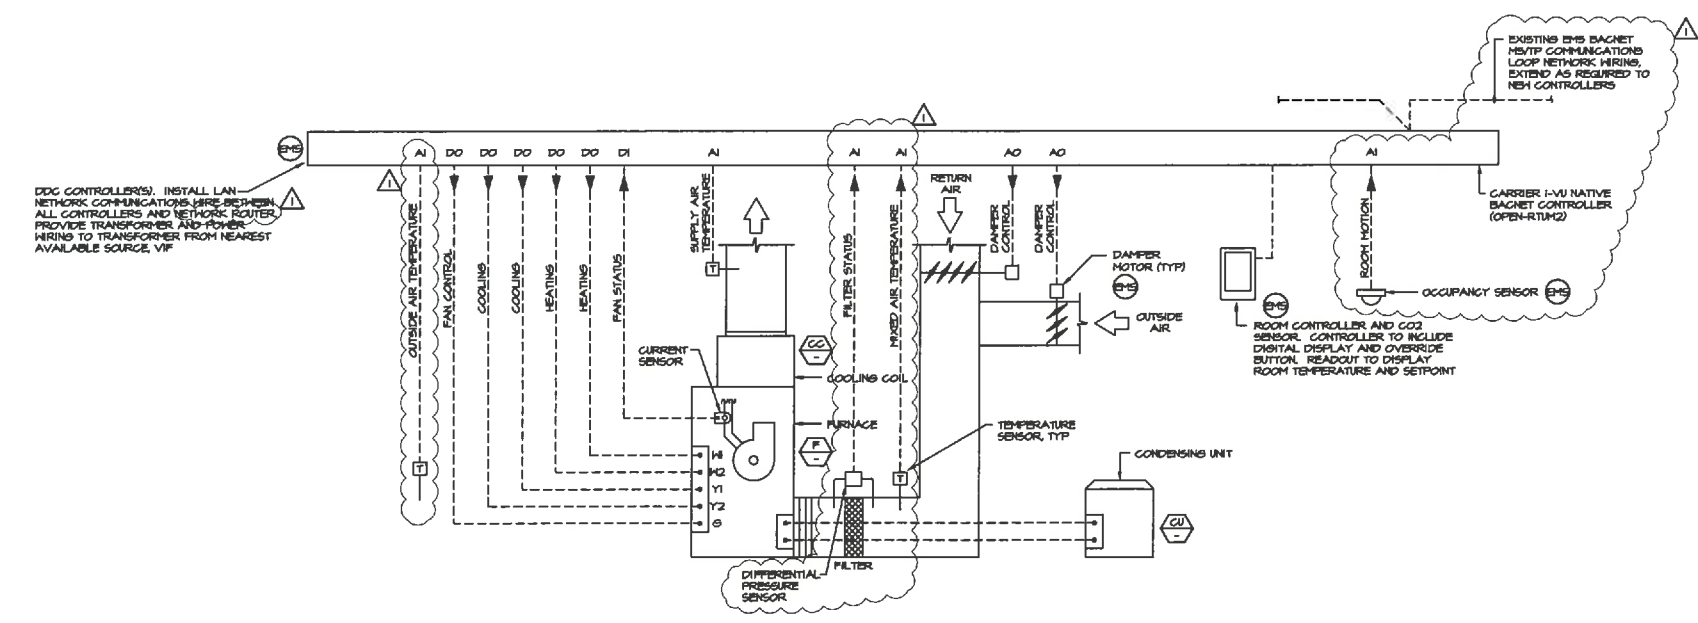 EXISTING EMS BACNET
MS/TP COMMUNICATIONS
LOOP NETWORK WIRING,
EXTEND AS REQUIRED TO
NEW CONTROLLERS
1
1
EMS
AI
DO
DO
DO
DO
DO
DI
AI
AI
AI
AO
AO
AI
1
1
DDC CONTROLLER(S). INSTALL LAN
NETWORK COMMUNICATIONS WIRE BETWEEN
ALL CONTROLLERS AND NETWORK ROUTER.
PROVIDE TRANSFORMER AND POWER
WIRING TO TRANSFORMER FROM NEAREST
AVAILABLE SOURCE, VIF
OUTSIDE AIR TEMPERATURE
FAN CONTROL
COOLING
COOLING
HEATING
HEATING
FAN STATUS
SUPPLY AIR
TEMPERATURE
FILTER STATUS
MIXED AIR TEMPERATURE
RETURN
AIR
DAMPER
CONTROL
DAMPER
CONTROL
ROOM MOTION
CARRIER I-VU NATIVE
BACNET CONTROLLER
(OPEN-RTUM2)
DAMPER
MOTOR (TYP)
EMS
T
OUTSIDE
AIR
OCCUPANCY SENSOR
EMS
EMS
ROOM CONTROLLER AND CO2
SENSOR. CONTROLLER TO INCLUDE
DIGITAL DISPLAY AND OVERRIDE
BUTTON. READOUT TO DISPLAY
ROOM TEMPERATURE AND SETPOINT
CURRENT
SENSOR
CC
-
COOLING COIL
FURNACE
F
-
TEMPERATURE
SENSOR, TYP
T
T
W1
W2
Y1
Y2
G
CONDENSING UNIT
CU
-
FILTER
DIFFERENTIAL
PRESSURE
SENSOR